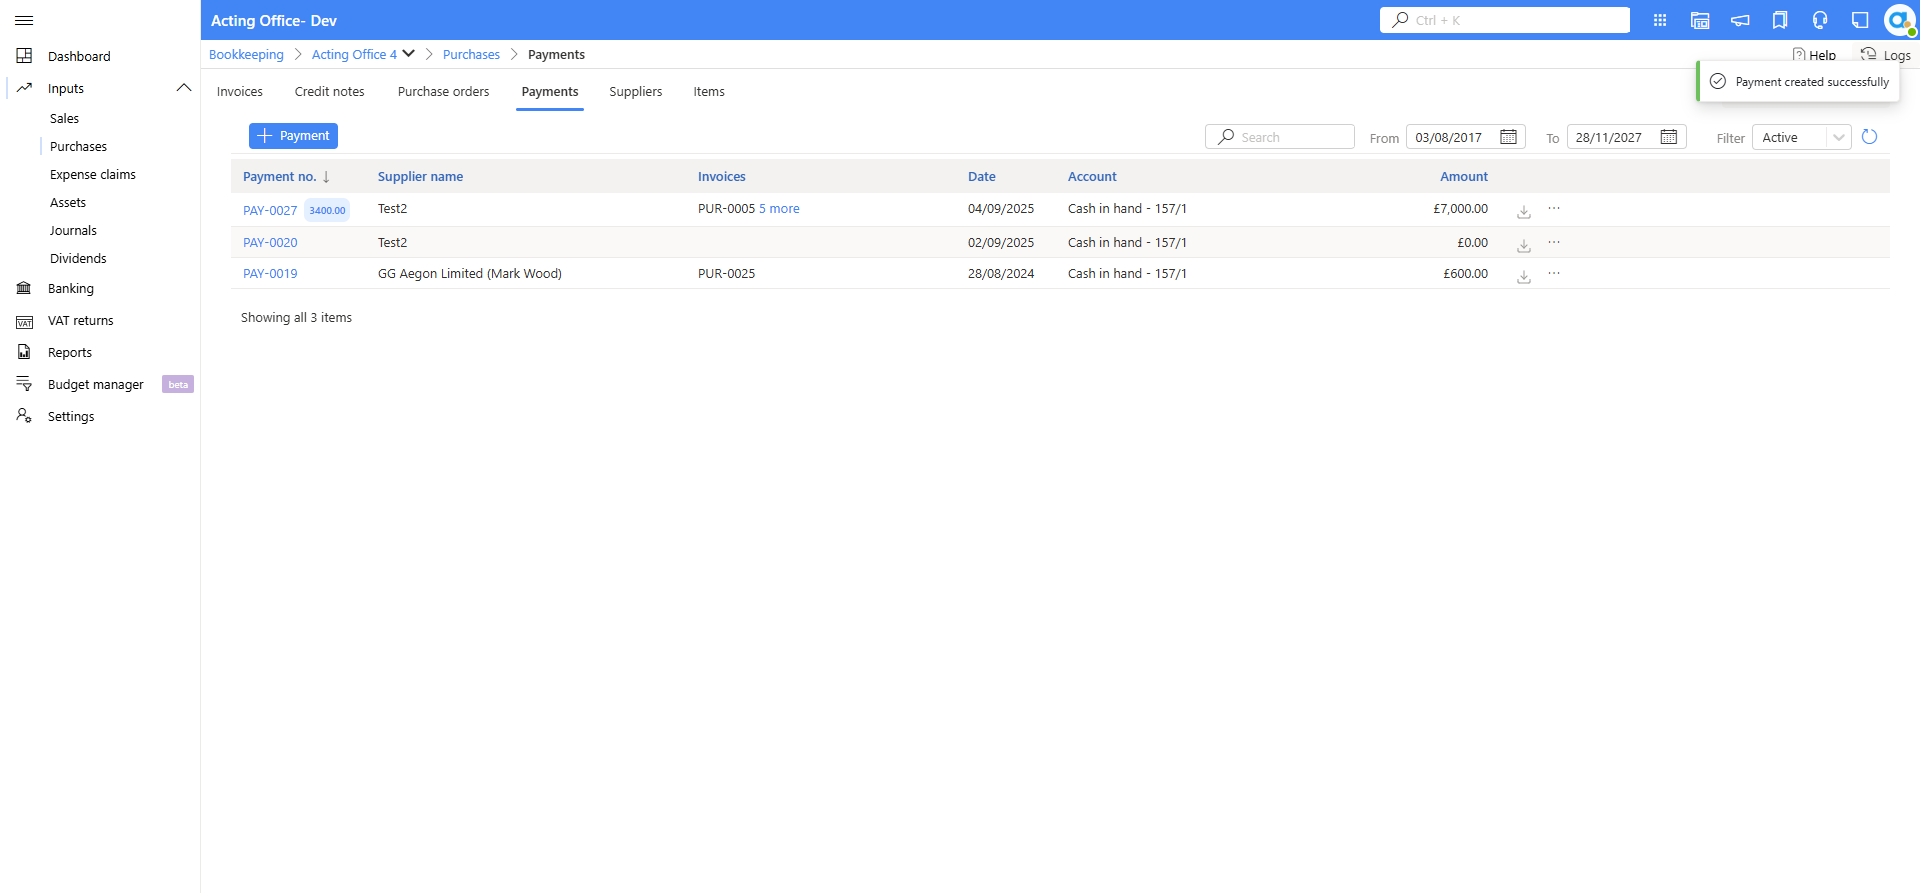 Acting Office- Dev
Ctrl + K
Bookkeeping
Acting Office 4
Purchases
Payments
Help
Logs
Payment created successfully
Dashboard
Inputs
Sales
Purchases
Expense claims
Assets
Journals
Dividends
Banking
VAT returns
Reports
Budget manager beta
Settings
Invoices
Credit notes
Purchase orders
Payments
Suppliers
Items
Payment
Search
From 03/08/2017
To 28/11/2027
Filter Active
Payment no. ↓ Supplier name Invoices Date Account Amount
PAY-0027 3400.00 Test2 PUR-0005 5 more 04/09/2025 Cash in hand - 157/1 £7,000.00
PAY-0020 Test2 02/09/2025 Cash in hand - 157/1 £0.00
PAY-0019 GG Aegon Limited (Mark Wood) PUR-0025 28/08/2024 Cash in hand - 157/1 £600.00
Showing all 3 items